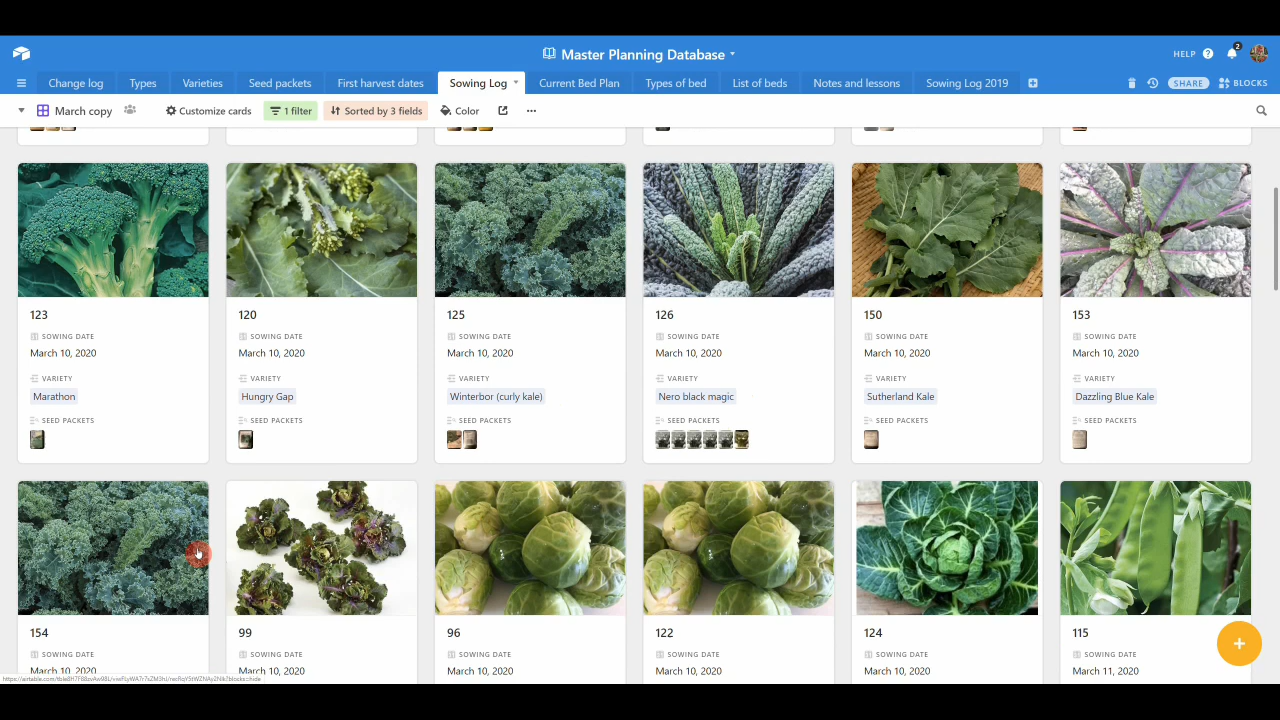 Master Planning Database
HELP
2
Change log
Types
Varieties
Seed packets
First harvest dates
Sowing Log
Current Bed Plan
Types of bed
List of beds
Notes and lessons
Sowing Log 2019
SHARE
BLOCKS
March copy
Customize cards
1 filter
Sorted by 3 fields
Color
123
120
125
126
150
153
SOWING DATE
SOWING DATE
SOWING DATE
SOWING DATE
SOWING DATE
SOWING DATE
March 10, 2020
March 10, 2020
March 10, 2020
March 10, 2020
March 10, 2020
March 10, 2020
VARIETY
VARIETY
VARIETY
VARIETY
VARIETY
VARIETY
Marathon
Hungry Gap
Winterbor (curly kale)
Nero black magic
Sutherland Kale
Dazzling Blue Kale
SEED PACKETS
SEED PACKETS
SEED PACKETS
SEED PACKETS
SEED PACKETS
SEED PACKETS
154
99
96
122
124
115
SOWING DATE
SOWING DATE
SOWING DATE
SOWING DATE
SOWING DATE
SOWING DATE
March 10, 2020
March 10, 2020
March 10, 2020
March 10, 2020
March 10, 2020
March 11, 2020